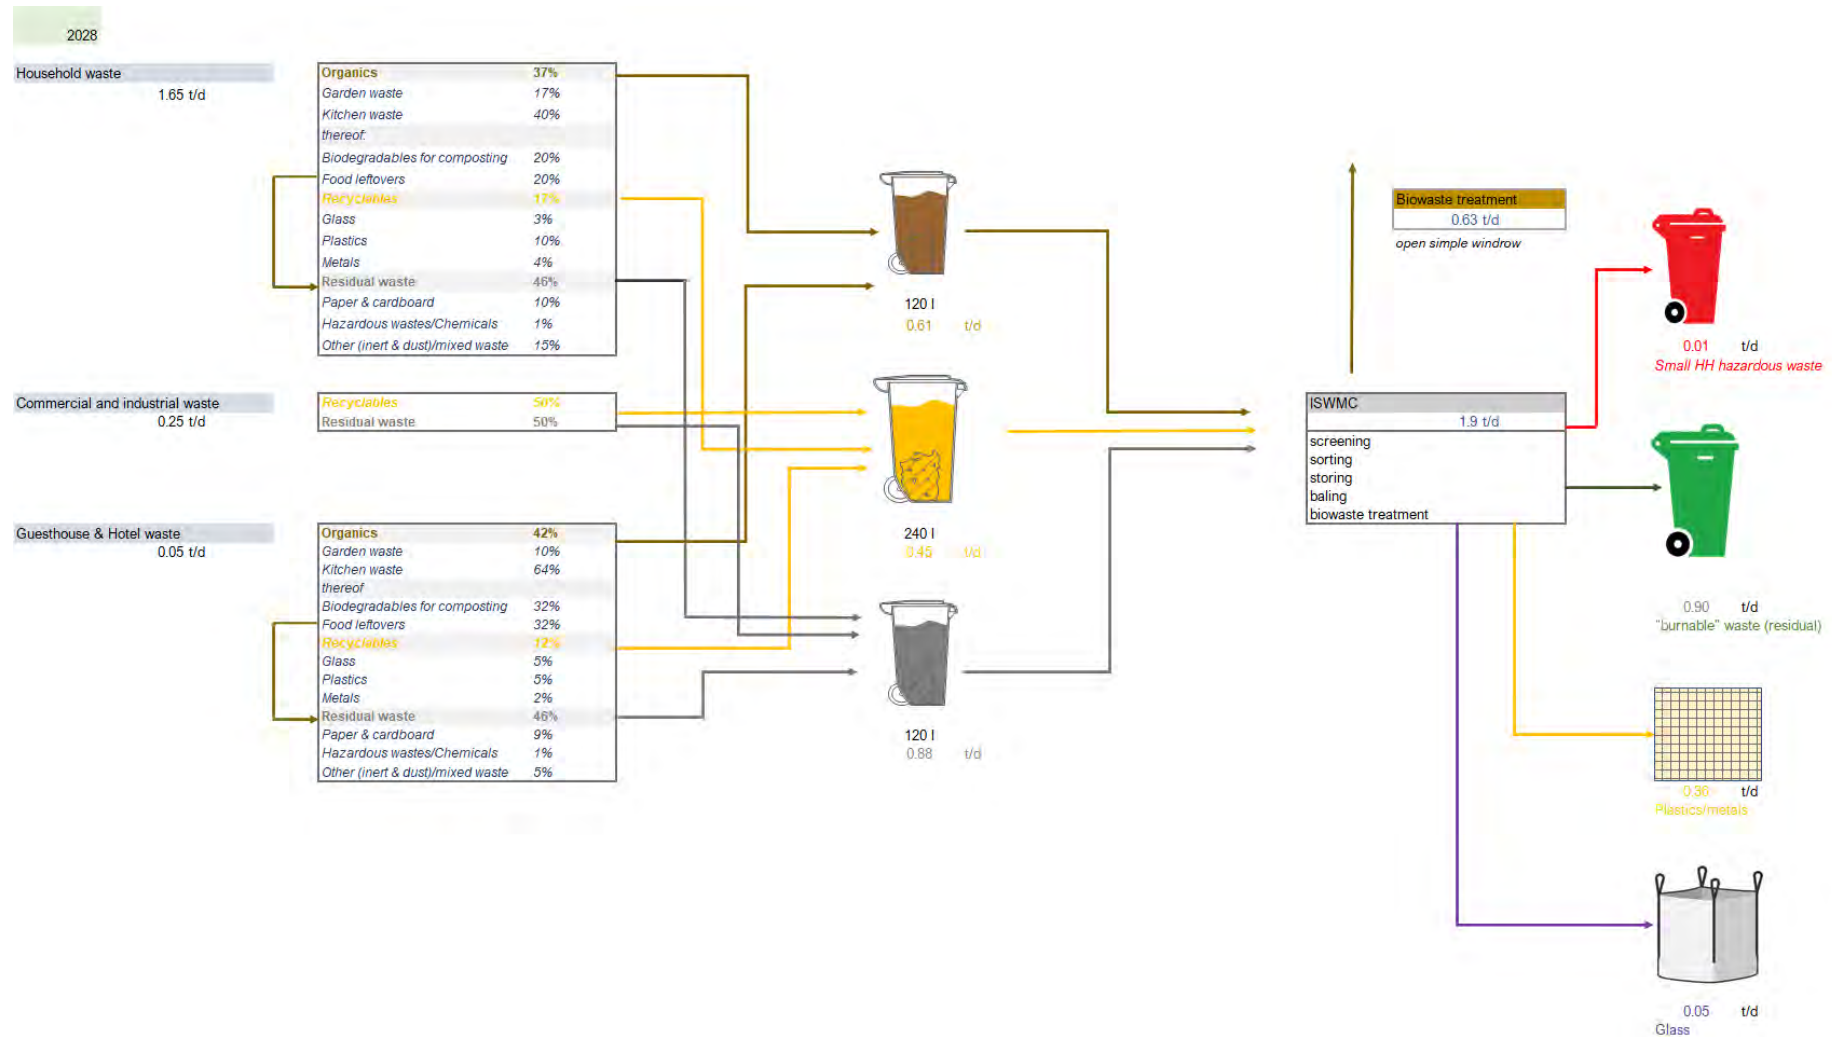 2028
Household waste
1.65 t/d
Organics 37%
Garden waste 17%
Kitchen waste 40%
thereof:
Biodegradables for composting 20%
Food leftovers 20%
Recyclables 17%
Glass 3%
Plastics 10%
Metals 4%
Residual waste 46%
Paper & cardboard 10%
Hazardous wastes/Chemicals 1%
Other (inert & dust)/mixed waste 15%
Commercial and industrial waste
0.25 t/d
Recyclables 50%
Residual waste 50%
Guesthouse & Hotel waste
0.05 t/d
Organics 42%
Garden waste 10%
Kitchen waste 64%
thereof
Biodegradables for composting 32%
Food leftovers 32%
Recyclables 12%
Glass 5%
Plastics 5%
Metals 2%
Residual waste 46%
Paper & cardboard 9%
Hazardous wastes/Chemicals 1%
Other (inert & dust)/mixed waste 5%
120 l
0.61 t/d
240 l
0.45 t/d
120 l
0.88 t/d
Biowaste treatment
0.63 t/d
open simple windrow
ISWMC
1.9 t/d
screening
sorting
storing
baling
biowaste treatment
0.01 t/d
Small HH hazardous waste
0.90 t/d
"burnable" waste (residual)
0.36 t/d
Plastics/metals
0.05 t/d
Glass